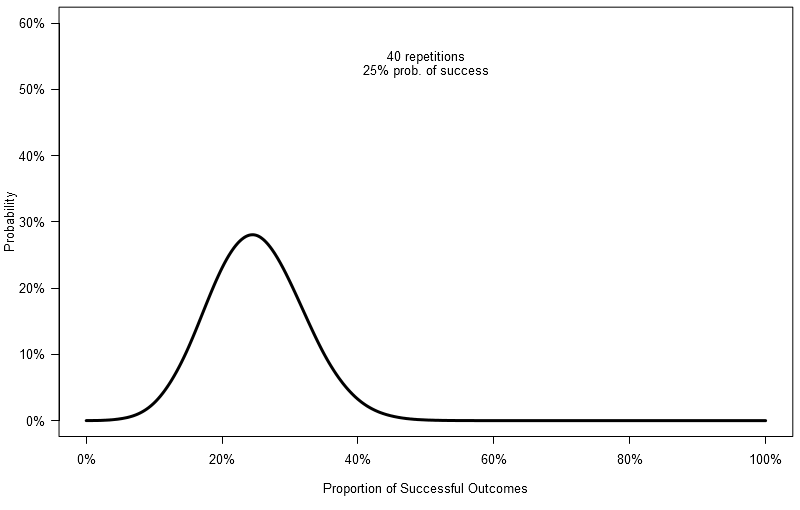 40 repetitions
25% prob. of success
60%
50%
40%
30%
20%
10%
0%
Probability
0% 20% 40% 60% 80% 100%
Proportion of Successful Outcomes